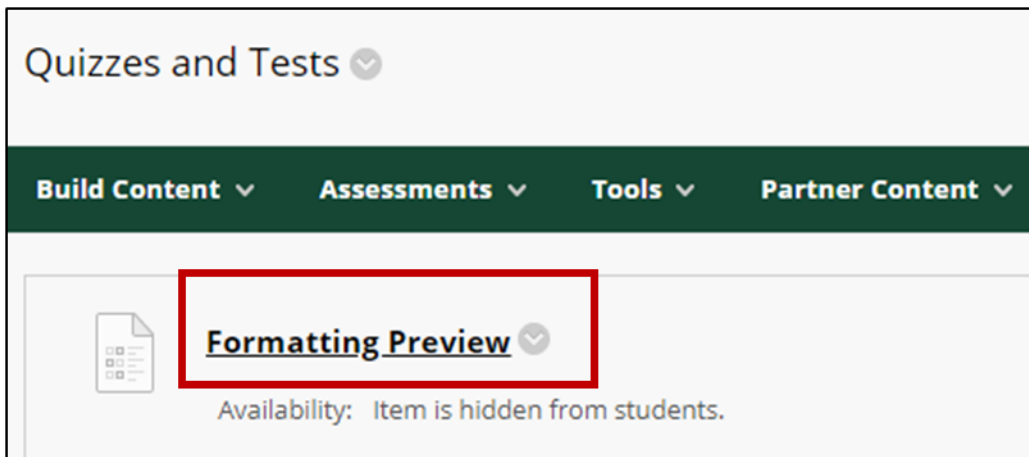 Quizzes and Tests
Build Content Assessments Tools Partner Content
Formatting Preview
Availability: Item is hidden from students.